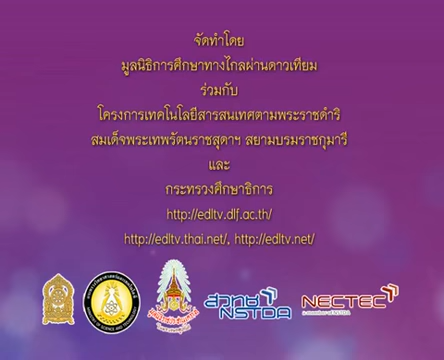 จัดทำโดย
มูลนิธิการศึกษาทางไกลผ่านดาวเทียม
ร่วมกับ
โครงการเทคโนโลยีสารสนเทศตามพระราชดำริ
สมเด็จพระเทพรัตนราชสุดาฯ สยามบรมราชกุมารี
และ
กระทรวงศึกษาธิการ
http://edltv.dlf.ac.th/
http://edltv.thai.net/, http://edltv.net/
สวทช
NSTDA
NECTEC
a member of NSTDA